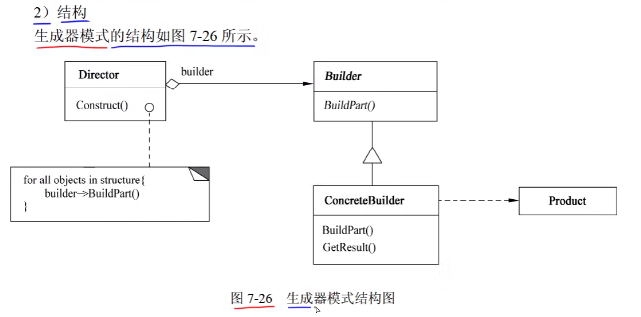 2）结构
生成器模式的结构如图 7-26 所示。
Director
builder
Builder
Construct()
BuildPart()
for all objects in structure{
builder->BuildPart()
}
ConcreteBuilder
Product
BuildPart()
GetResult()
图 7-26 生成器模式结构图